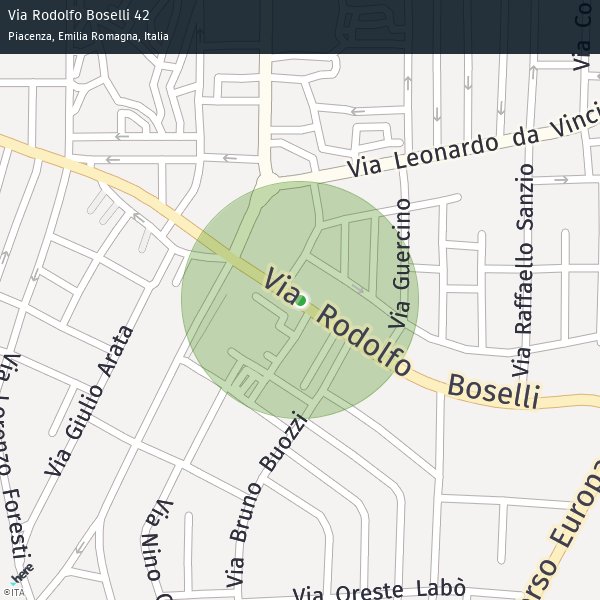 Via Rodolfo Boselli 42
Piacenza, Emilia Romagna, Italia
Via Co
Via Leonardo da Vinci
Via Guercino
Via Raffaello Sanzio
Via Rodolfo Boselli
Via Giulio Arata
Via Lorenzo Foresti
Via Bruno Buozzi
Via Nino
orso Europa
Via Oreste Labò
here
©ITA